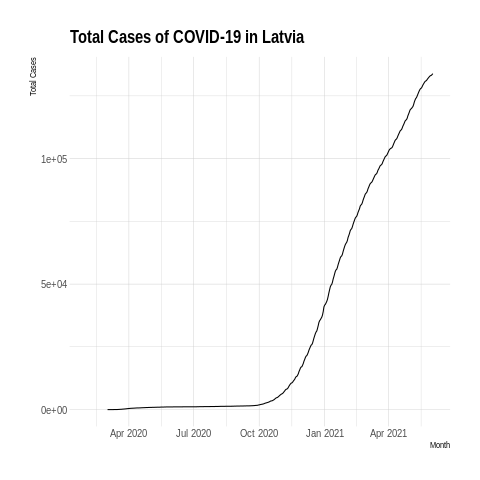 Total Cases of COVID-19 in Latvia
Total Cases
1e+05
5e+04
0e+00
Apr 2020 Jul 2020 Oct 2020 Jan 2021 Apr 2021
Month